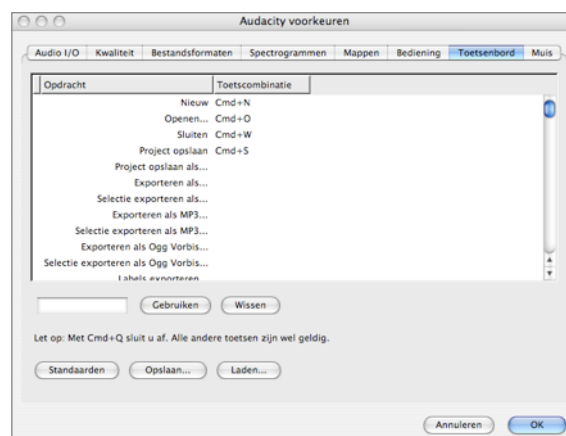 Audacity voorkeuren
Audio I/O Kwaliteit Bestandsformaten Spectrogrammen Mappen Bediening Toetsenbord Muis
Opdracht Toetscombinatie
Nieuw Cmd+N
Openen... Cmd+O
Sluiten Cmd+W
Project opslaan Cmd+S
Project opslaan als...
Exporteren als...
Selectie exporteren als...
Exporteren als MP3...
Selectie exporteren als MP3...
Exporteren als Ogg Vorbis...
Selectie exporteren als Ogg Vorbis...
Labels exporteren...
Gebruiken Wissen
Let op: Met Cmd+Q sluit u af. Alle andere toetsen zijn wel geldig.
Standaarden Opslaan... Laden...
Annuleren OK